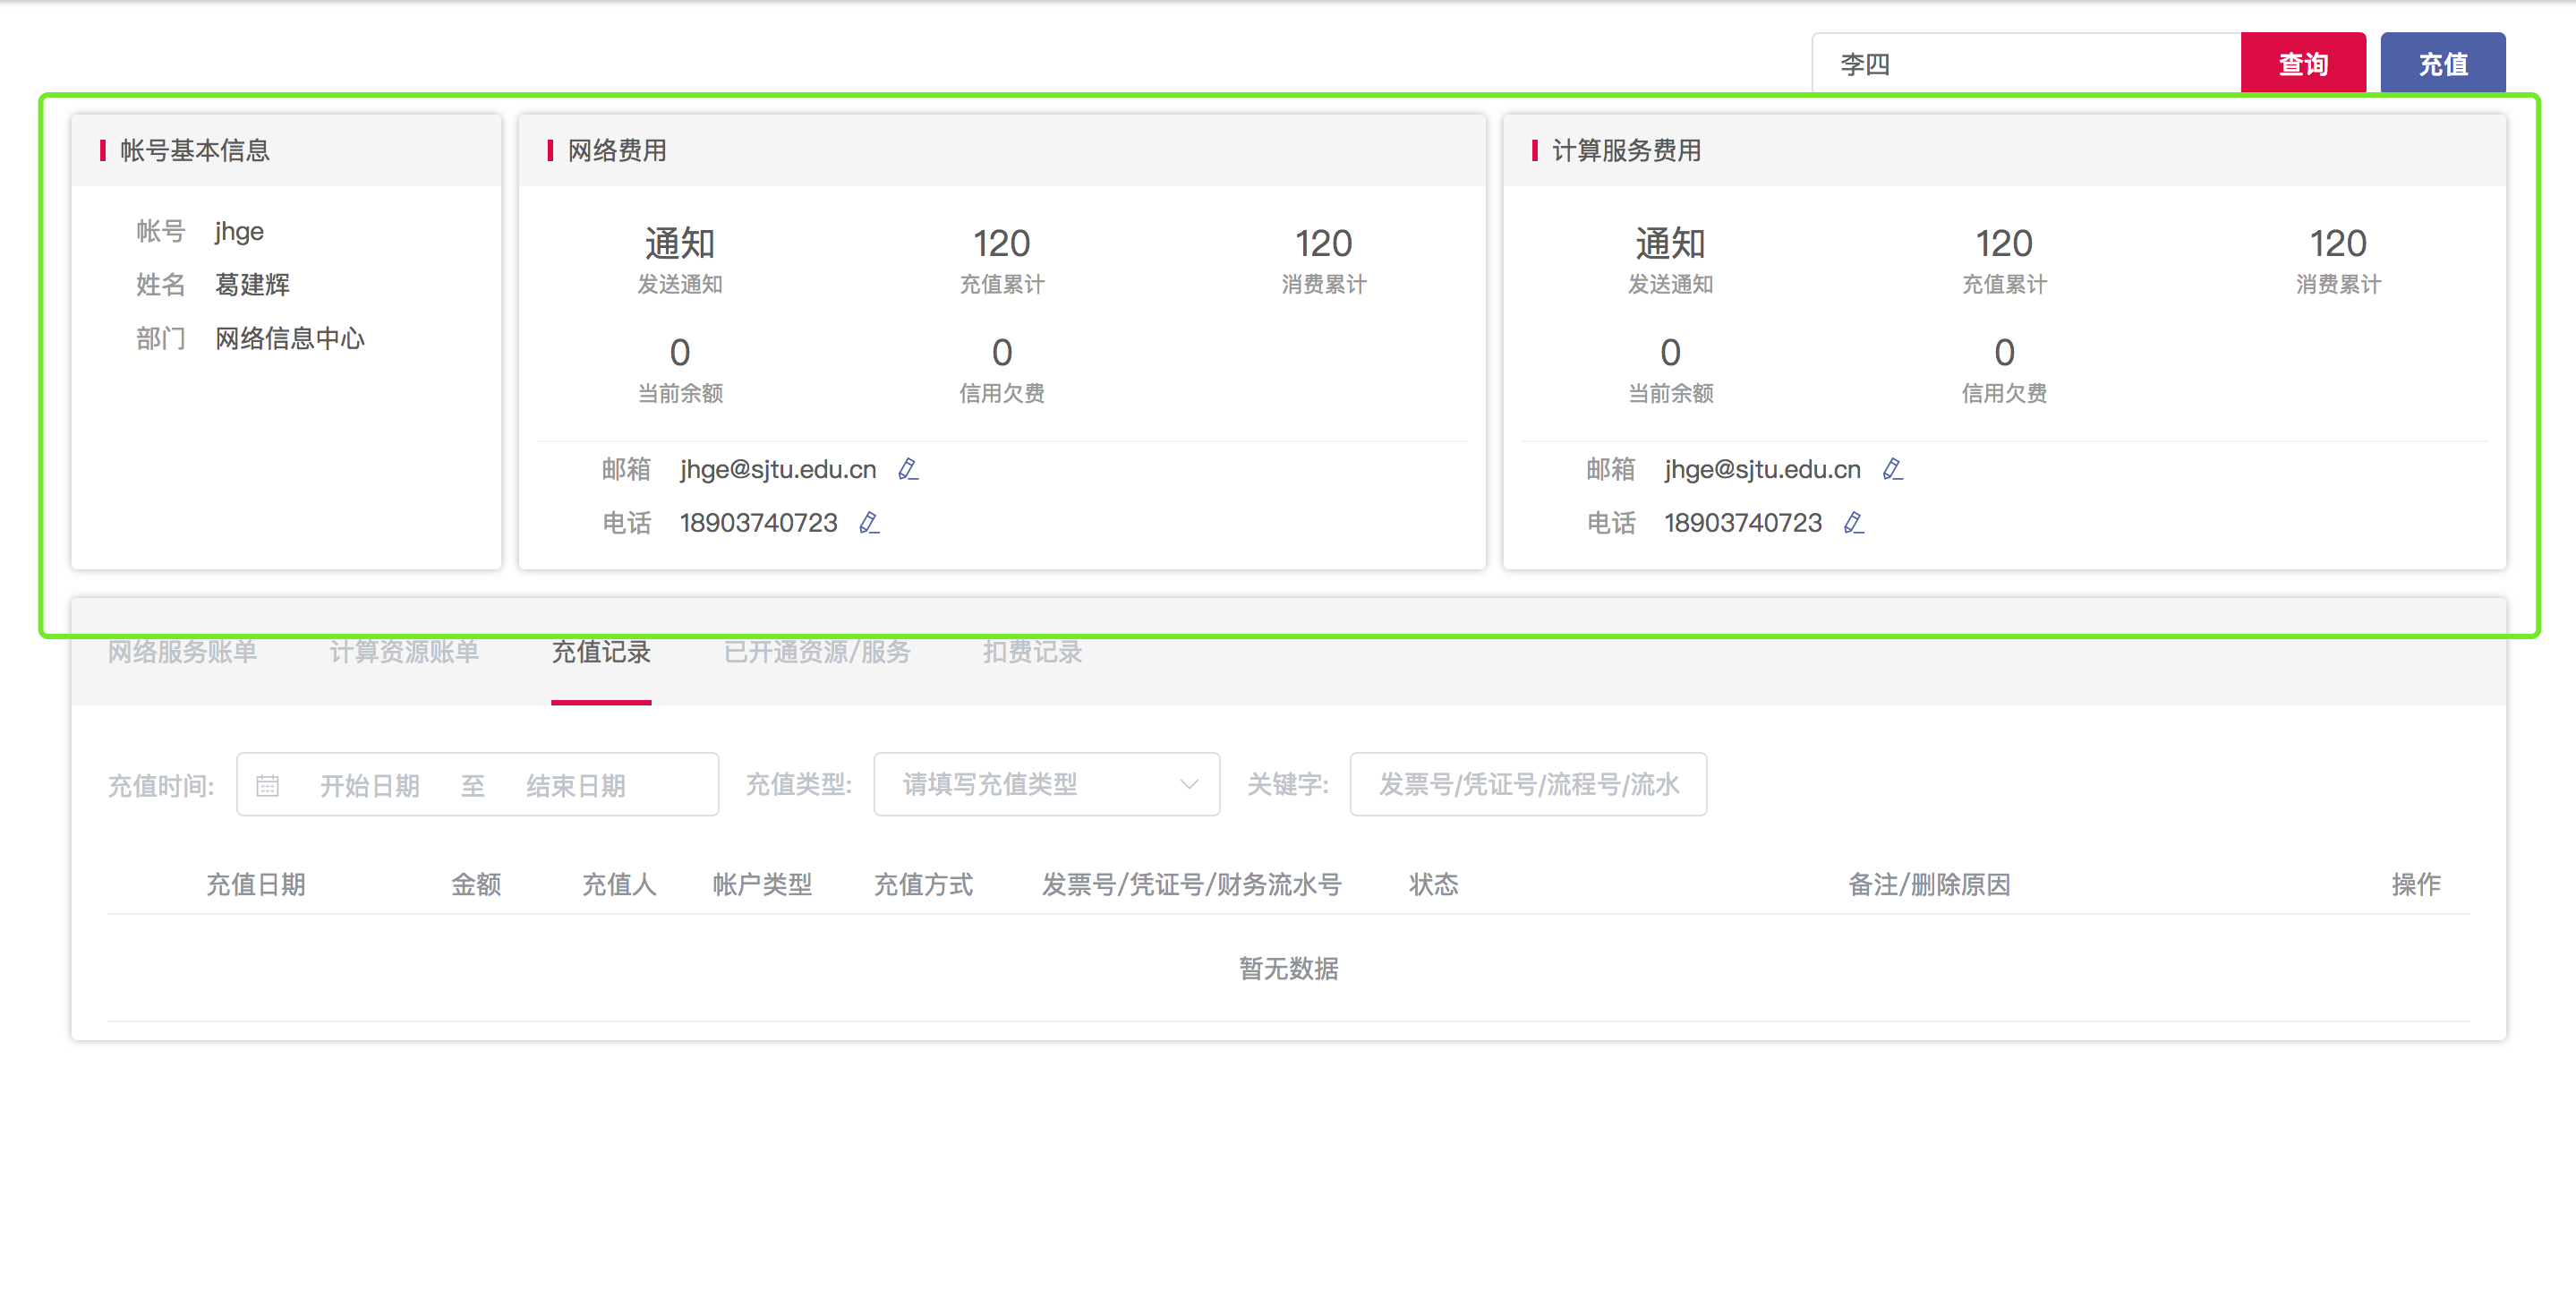 李四 查询 充值
帐号基本信息
帐号 jhge
姓名 葛建辉
部门 网络信息中心
网络费用
通知 120 120
发送通知 充值累计 消费累计
0 0
当前余额 信用欠费
邮箱 jhge@sjtu.edu.cn
电话 18903740723
计算服务费用
通知 120 120
发送通知 充值累计 消费累计
0 0
当前余额 信用欠费
邮箱 jhge@sjtu.edu.cn
电话 18903740723
网络服务账单 计算资源账单 充值记录 已开通资源/服务 扣费记录
充值时间: 开始日期 至 结束日期 充值类型: 请填写充值类型 关键字: 发票号/凭证号/流程号/流水
充值日期 金额 充值人 帐户类型 充值方式 发票号/凭证号/财务流水号 状态 备注/删除原因 操作
暂无数据